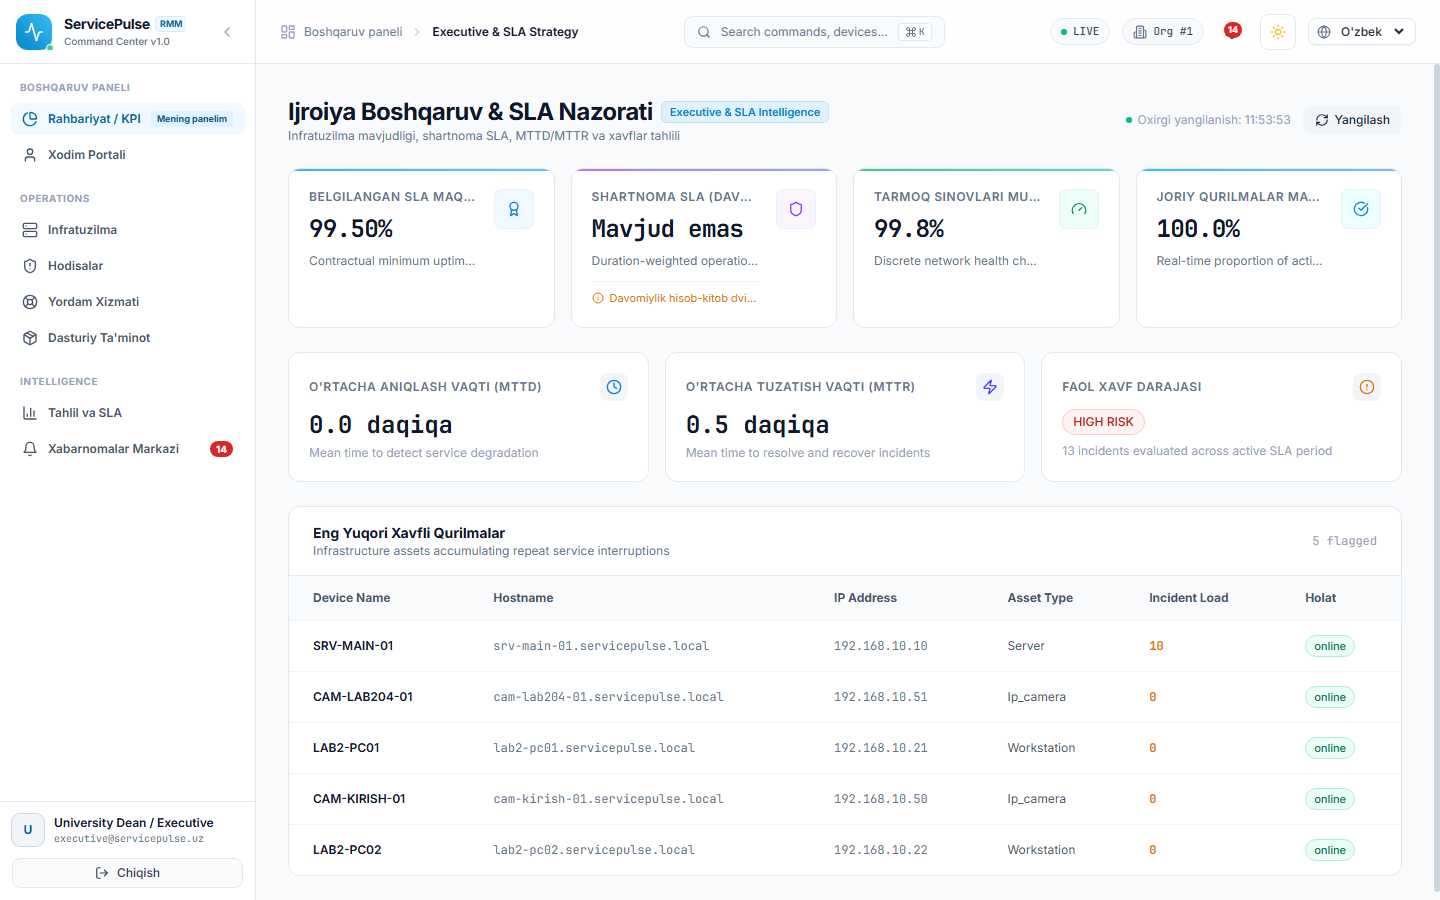 ServicePulse RMM
Command Center v1.0
BOSHQARUV PANELI
Rahbariyat / KPI Mening panelim
Xodim Portali
OPERATIONS
Infratuzilma
Hodisalar
Yordam Xizmati
Dasturiy Ta'minot
INTELLIGENCE
Tahlil va SLA
Xabarnomalar Markazi 14
U
University Dean / Executive
executive@servicepulse.uz
Chiqish
Boshqaruv paneli Executive & SLA Strategy
Search commands, devices... ⌘K
LIVE
Org #1
14
O'zbek
Ijroiya Boshqaruv & SLA Nazorati Executive & SLA Intelligence
Infratuzilma mavjudligi, shartnoma SLA, MTTD/MTTR va xavflar tahlili
Oxirgi yangilanish: 11:53:53 Yangilash
BELGILANGAN SLA MAQ...
99.50%
Contractual minimum uptim...
SHARTNOMA SLA (DAV...
Mavjud emas
Duration-weighted operatio...
Davomiylik hisob-kitob dvi...
TARMOQ SINOVLARI MU...
99.8%
Discrete network health ch...
JORIY QURILMALAR MA...
100.0%
Real-time proportion of acti...
O'RTACHA ANIQLASH VAQTI (MTTD)
0.0 daqiqa
Mean time to detect service degradation
O'RTACHA TUZATISH VAQTI (MTTR)
0.5 daqiqa
Mean time to resolve and recover incidents
FAOL XAVF DARAJASI
HIGH RISK
13 incidents evaluated across active SLA period
Eng Yuqori Xavfli Qurilmalar
Infrastructure assets accumulating repeat service interruptions
5 flagged
Device Name Hostname IP Address Asset Type Incident Load Holat
SRV-MAIN-01 srv-main-01.servicepulse.local 192.168.10.10 Server 10 online
CAM-LAB204-01 cam-lab204-01.servicepulse.local 192.168.10.51 Ip_camera 0 online
LAB2-PC01 lab2-pc01.servicepulse.local 192.168.10.21 Workstation 0 online
CAM-KIRISH-01 cam-kirish-01.servicepulse.local 192.168.10.50 Ip_camera 0 online
LAB2-PC02 lab2-pc02.servicepulse.local 192.168.10.22 Workstation 0 online